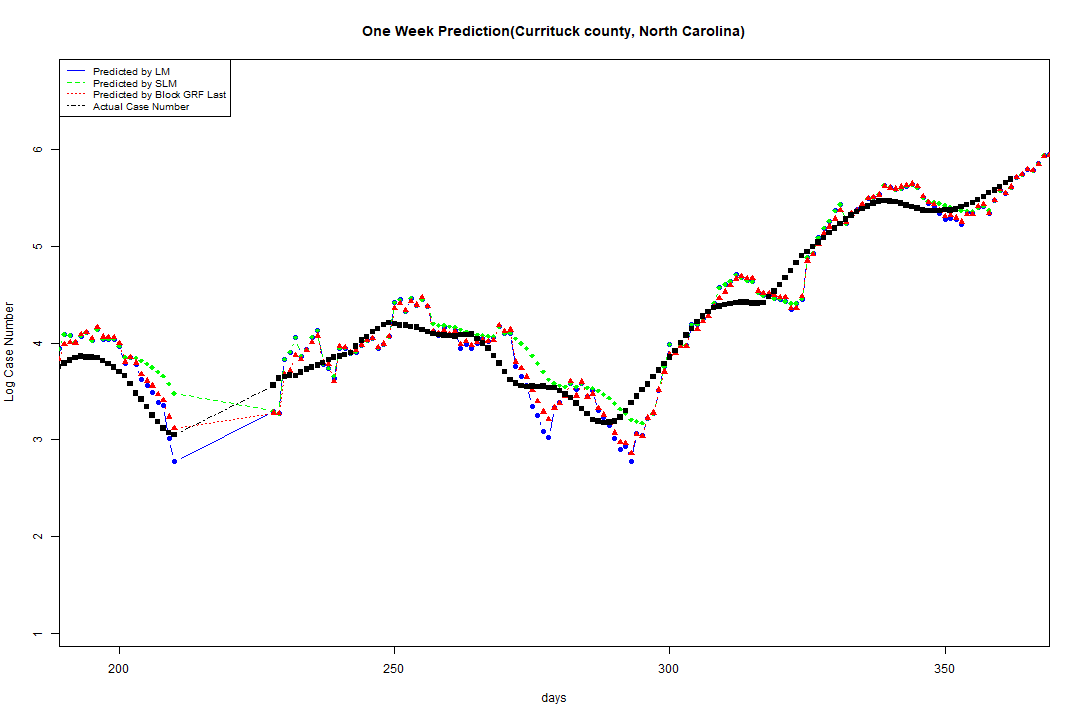 One Week Prediction(Currituck county, North Carolina)
Predicted by LM
Predicted by SLM
Predicted by Block GRF Last
Actual Case Number
6
5
4
3
2
1
Log Case Number
200 250 300 350
days